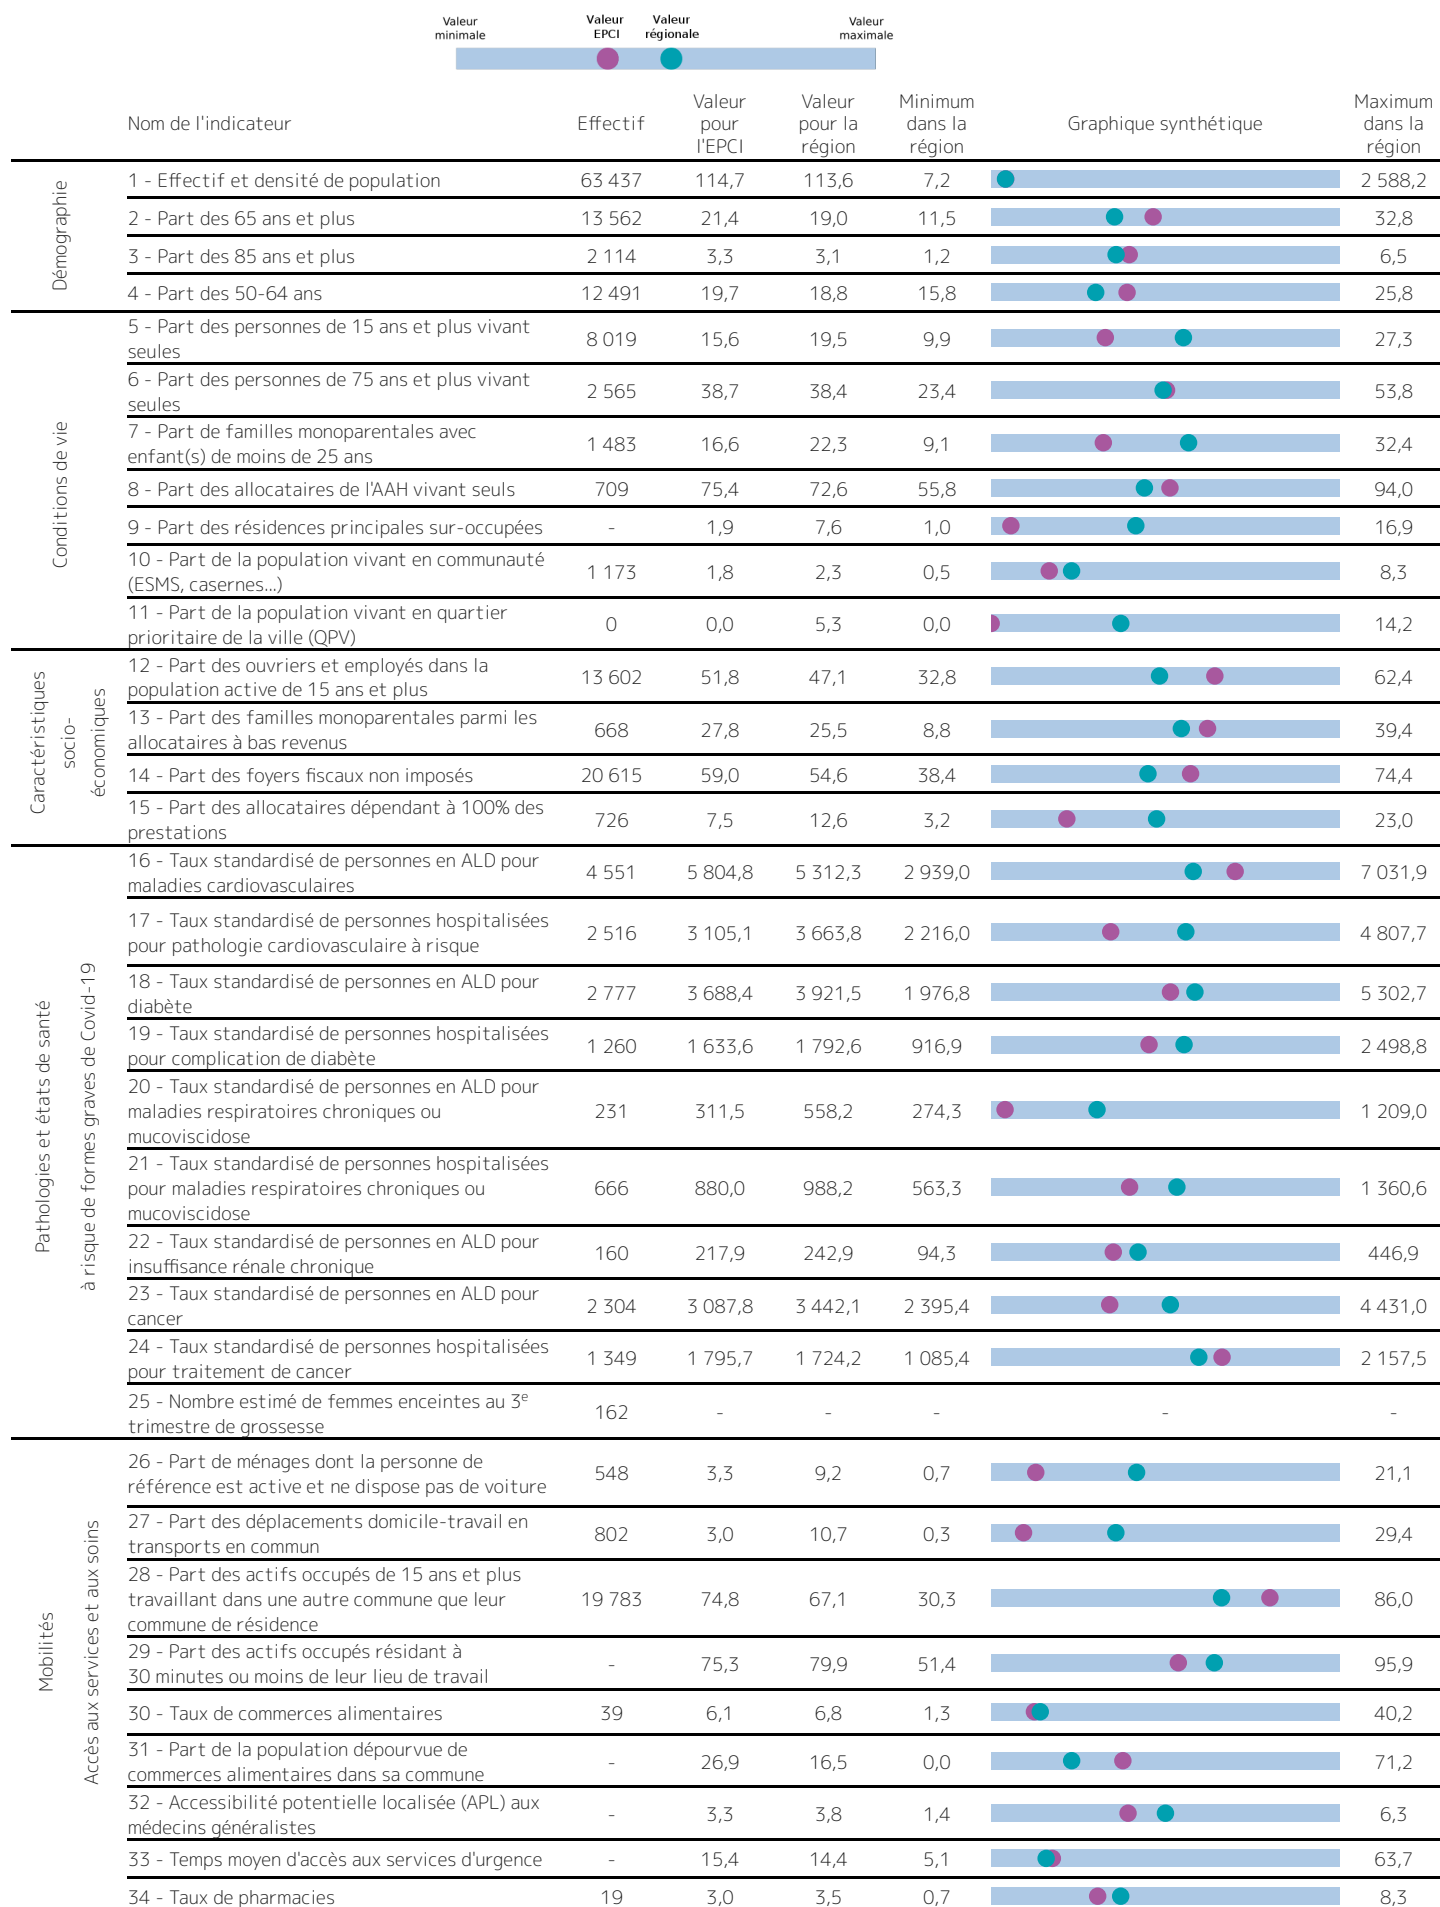 Valeur minimale
Valeur EPCI
Valeur régionale
Valeur maximale
Nom de l'indicateur
Effectif
Valeur pour l'EPCI
Valeur pour la région
Minimum dans la région
Graphique synthétique
Maximum dans la région
Démographie
1 - Effectif et densité de population 63 437 114,7 113,6 7,2 2 588,2
2 - Part des 65 ans et plus 13 562 21,4 19,0 11,5 32,8
3 - Part des 85 ans et plus 2 114 3,3 3,1 1,2 6,5
4 - Part des 50-64 ans 12 491 19,7 18,8 15,8 25,8
Conditions de vie
5 - Part des personnes de 15 ans et plus vivant
seules 8 019 15,6 19,5 9,9 27,3
6 - Part des personnes de 75 ans et plus vivant
seules 2 565 38,7 38,4 23,4 53,8
7 - Part de familles monoparentales avec
enfant(s) de moins de 25 ans 1 483 16,6 22,3 9,1 32,4
8 - Part des allocataires de l'AAH vivant seuls 709 75,4 72,6 55,8 94,0
9 - Part des résidences principales sur-occupées - 1,9 7,6 1,0 16,9
10 - Part de la population vivant en communauté
(ESMS, casernes...) 1 173 1,8 2,3 0,5 8,3
11 - Part de la population vivant en quartier
prioritaire de la ville (QPV) 0 0,0 5,3 0,0 14,2
Caractéristiques
socio-
économiques
12 - Part des ouvriers et employés dans la
population active de 15 ans et plus 13 602 51,8 47,1 32,8 62,4
13 - Part des familles monoparentales parmi les
allocataires à bas revenus 668 27,8 25,5 8,8 39,4
14 - Part des foyers fiscaux non imposés 20 615 59,0 54,6 38,4 74,4
15 - Part des allocataires dépendant à 100% des
prestations 726 7,5 12,6 3,2 23,0
Pathologies et états de santé
à risque de formes graves de Covid-19
16 - Taux standardisé de personnes en ALD pour
maladies cardiovasculaires 4 551 5 804,8 5 312,3 2 939,0 7 031,9
17 - Taux standardisé de personnes hospitalisées
pour pathologie cardiovasculaire à risque 2 516 3 105,1 3 663,8 2 216,0 4 807,7
18 - Taux standardisé de personnes en ALD pour
diabète 2 777 3 688,4 3 921,5 1 976,8 5 302,7
19 - Taux standardisé de personnes hospitalisées
pour complication de diabète 1 260 1 633,6 1 792,6 916,9 2 498,8
20 - Taux standardisé de personnes en ALD pour
maladies respiratoires chroniques ou 231 311,5 558,2 274,3 1 209,0
mucoviscidose
21 - Taux standardisé de personnes hospitalisées
pour maladies respiratoires chroniques ou 666 880,0 988,2 563,3 1 360,6
mucoviscidose
22 - Taux standardisé de personnes en ALD pour
insuffisance rénale chronique 160 217,9 242,9 94,3 446,9
23 - Taux standardisé de personnes en ALD pour
cancer 2 304 3 087,8 3 442,1 2 395,4 4 431,0
24 - Taux standardisé de personnes hospitalisées
pour traitement de cancer 1 349 1 795,7 1 724,2 1 085,4 2 157,5
25 - Nombre estimé de femmes enceintes au 3e
trimestre de grossesse 162 - - - - -
Mobilités
Accès aux services et aux soins
26 - Part de ménages dont la personne de
référence est active et ne dispose pas de voiture 548 3,3 9,2 0,7 21,1
27 - Part des déplacements domicile-travail en
transports en commun 802 3,0 10,7 0,3 29,4
28 - Part des actifs occupés de 15 ans et plus
travaillant dans une autre commune que leur 19 783 74,8 67,1 30,3 86,0
commune de résidence
29 - Part des actifs occupés résidant à
30 minutes ou moins de leur lieu de travail - 75,3 79,9 51,4 95,9
30 - Taux de commerces alimentaires 39 6,1 6,8 1,3 40,2
31 - Part de la population dépourvue de
commerces alimentaires dans sa commune - 26,9 16,5 0,0 71,2
32 - Accessibilité potentielle localisée (APL) aux
médecins généralistes - 3,3 3,8 1,4 6,3
33 - Temps moyen d'accès aux services d'urgence - 15,4 14,4 5,1 63,7
34 - Taux de pharmacies 19 3,0 3,5 0,7 8,3